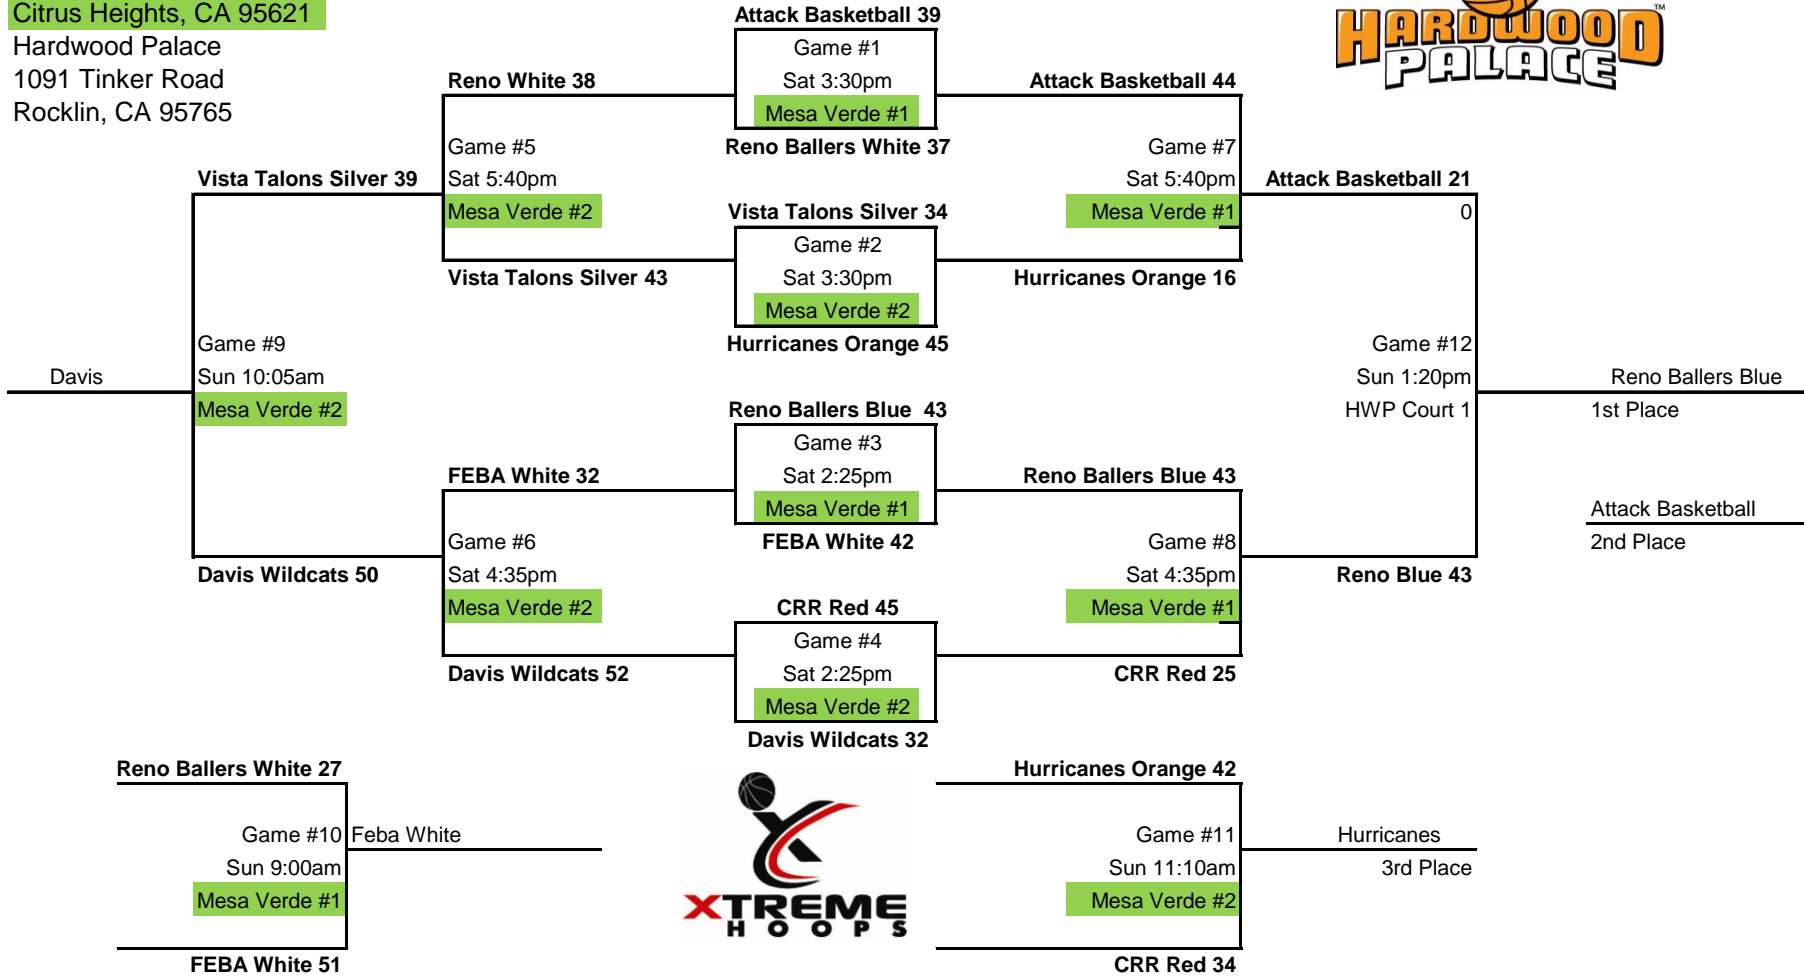 Citrus Heights, CA 95621
Hardwood Palace
1091 Tinker Road
Rocklin, CA 95765
HARDWOOD
PALACE
TM
Attack Basketball 39
Game #1
Sat 3:30pm
Mesa Verde #1
Reno Ballers White 37
Reno White 38
Game #5
Sat 5:40pm
Mesa Verde #2
Vista Talons Silver 43
Attack Basketball 44
Game #7
Sat 5:40pm
Mesa Verde #1
Hurricanes Orange 16
Vista Talons Silver 34
Game #2
Sat 3:30pm
Mesa Verde #2
Hurricanes Orange 45
Vista Talons Silver 39
Game #9
Sun 10:05am
Mesa Verde #2
Davis Wildcats 50
Davis
Attack Basketball 21
0
Game #12
Sun 1:20pm
HWP Court 1
Reno Blue 43
Reno Ballers Blue
1st Place
Attack Basketball
2nd Place
Reno Ballers Blue  43
Game #3
Sat 2:25pm
Mesa Verde #1
FEBA White 42
FEBA White 32
Game #6
Sat 4:35pm
Mesa Verde #2
Davis Wildcats 52
Reno Ballers Blue 43
Game #8
Sat 4:35pm
Mesa Verde #1
CRR Red 25
CRR Red 45
Game #4
Sat 2:25pm
Mesa Verde #2
Davis Wildcats 32
Reno Ballers White 27
Game #10
Sun 9:00am
Mesa Verde #1
FEBA White 51
Feba White
XTREME
HOOPS
Hurricanes Orange 42
Game #11
Sun 11:10am
Mesa Verde #2
CRR Red 34
Hurricanes
3rd Place